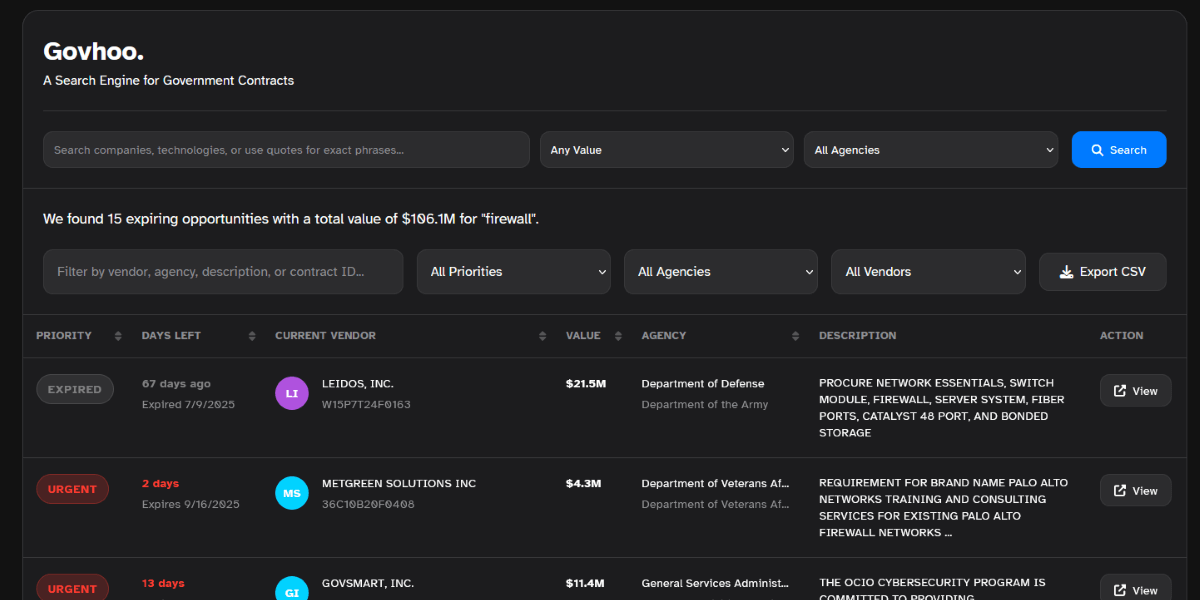 Govhoo.
A Search Engine for Government Contracts
Search companies, technologies, or use quotes for exact phrases...
Any Value
All Agencies
Search
We found 15 expiring opportunities with a total value of $106.1M for "firewall".
Filter by vendor, agency, description, or contract ID...
All Priorities
All Agencies
All Vendors
Export CSV
PRIORITY DAYS LEFT CURRENT VENDOR VALUE AGENCY DESCRIPTION ACTION
EXPIRED
67 days ago
Expired 7/9/2025
LI
LEIDOS, INC.
W15P7T24F0163
$21.5M
Department of Defense
Department of the Army
PROCURE NETWORK ESSENTIALS, SWITCH
MODULE, FIREWALL, SERVER SYSTEM, FIBER
PORTS, CATALYST 48 PORT, AND BONDED
STORAGE
View
URGENT
2 days
Expires 9/16/2025
MS
METGREEN SOLUTIONS INC
36C10B20F0408
$4.3M
Department of Veterans Af...
Department of Veterans Af...
REQUIREMENT FOR BRAND NAME PALO ALTO
NETWORKS TRAINING AND CONSULTING
SERVICES FOR EXISTING PALO ALTO
FIREWALL NETWORKS ...
View
URGENT
13 days
GI
GOVSMART, INC.
$11.4M
General Services Administ...
THE OCIO CYBERSECURITY PROGRAM IS
COMMITTED TO PROVIDING
View